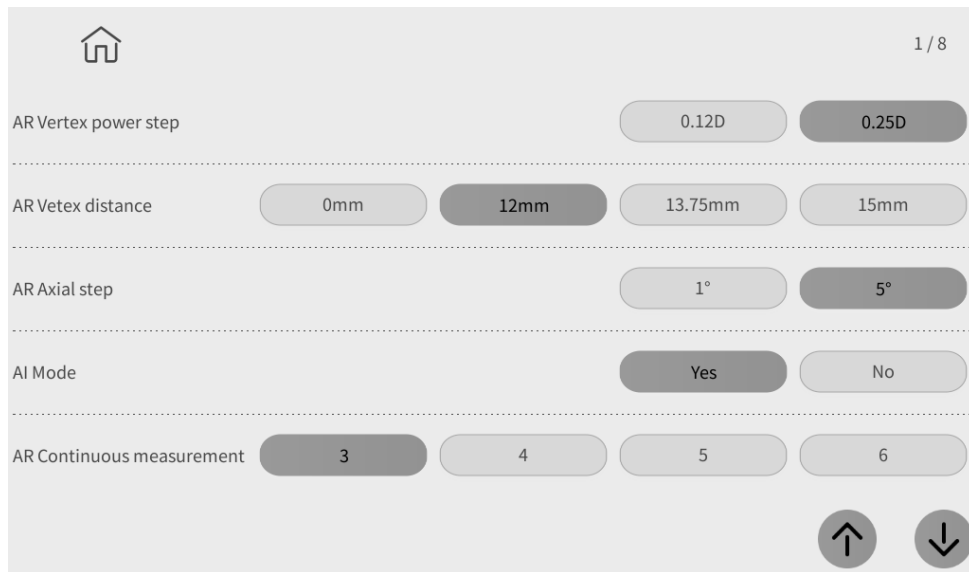 1 / 8
AR Vertex power step 0.12D 0.25D
AR Vetex distance 0mm 12mm 13.75mm 15mm
AR Axial step 1° 5°
AI Mode Yes No
AR Continuous measurement 3 4 5 6